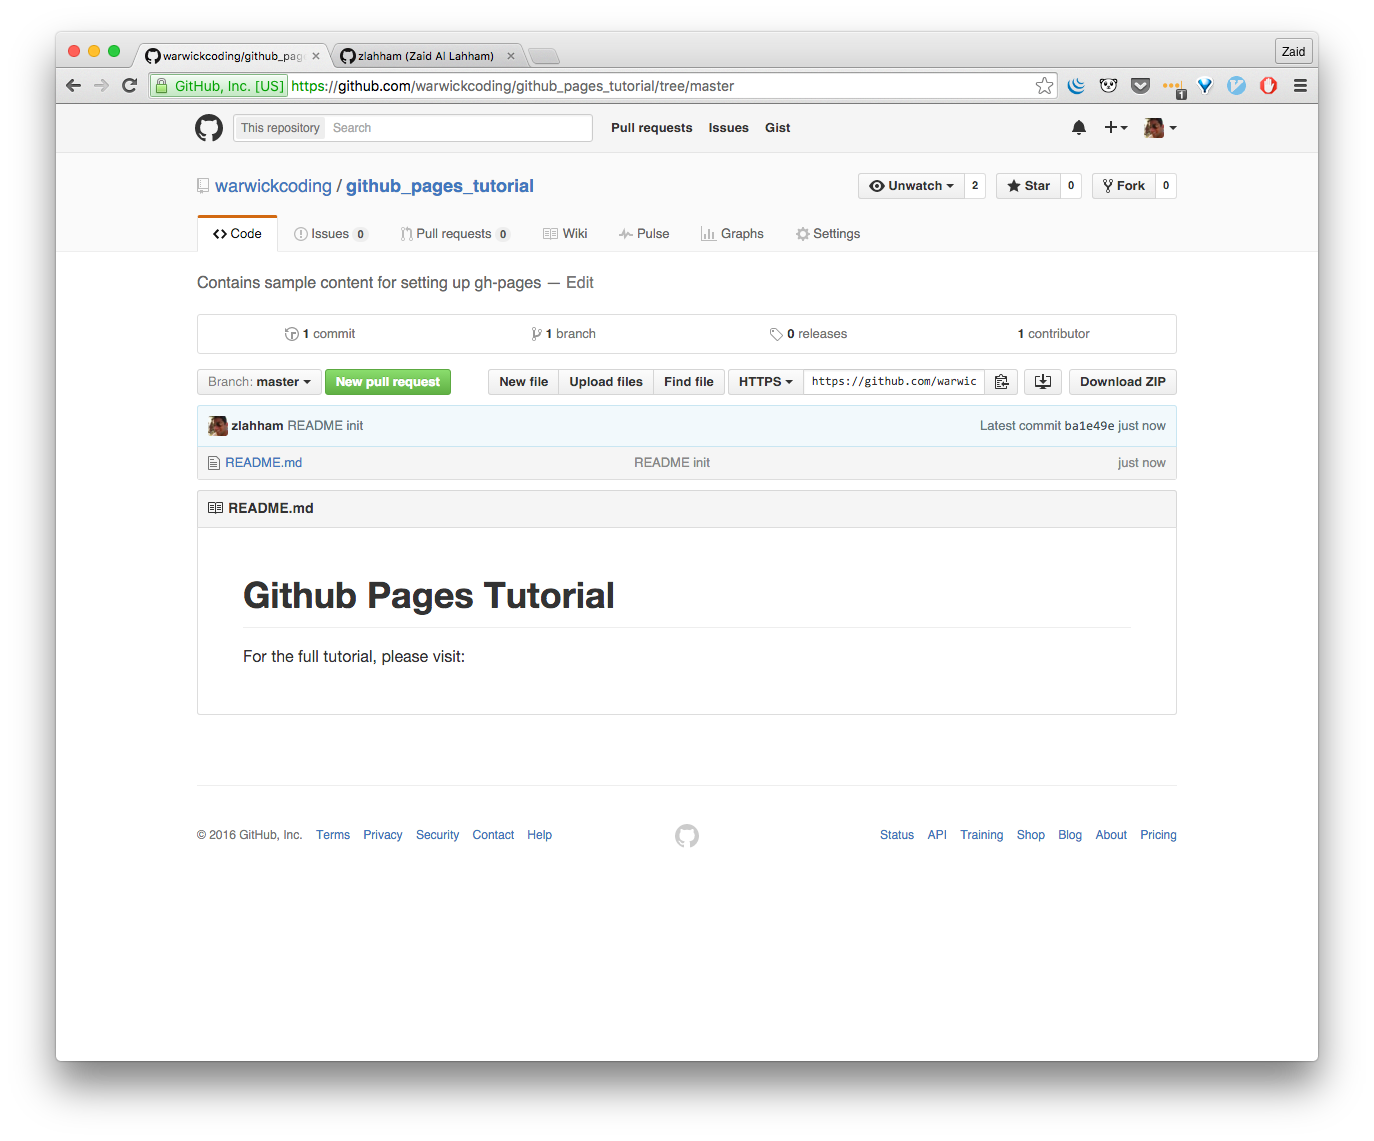 warwickcoding/github_pag
zlahham (Zaid Al Lahham)
Zaid
GitHub, Inc. [US] https://github.com/warwickcoding/github_pages_tutorial/tree/master
1
This repository Search Pull requests Issues Gist
warwickcoding / github_pages_tutorial
Unwatch 2 Star 0 Fork 0
Code Issues 0 Pull requests 0 Wiki Pulse Graphs Settings
Contains sample content for setting up gh-pages — Edit
1 commit 1 branch 0 releases 1 contributor
Branch: master New pull request New file Upload files Find file HTTPS https://github.com/warwic Download ZIP
zlahham README init Latest commit ba1e49e just now
README.md README init just now
README.md
Github Pages Tutorial
For the full tutorial, please visit:
© 2016 GitHub, Inc. Terms Privacy Security Contact Help Status API Training Shop Blog About Pricing